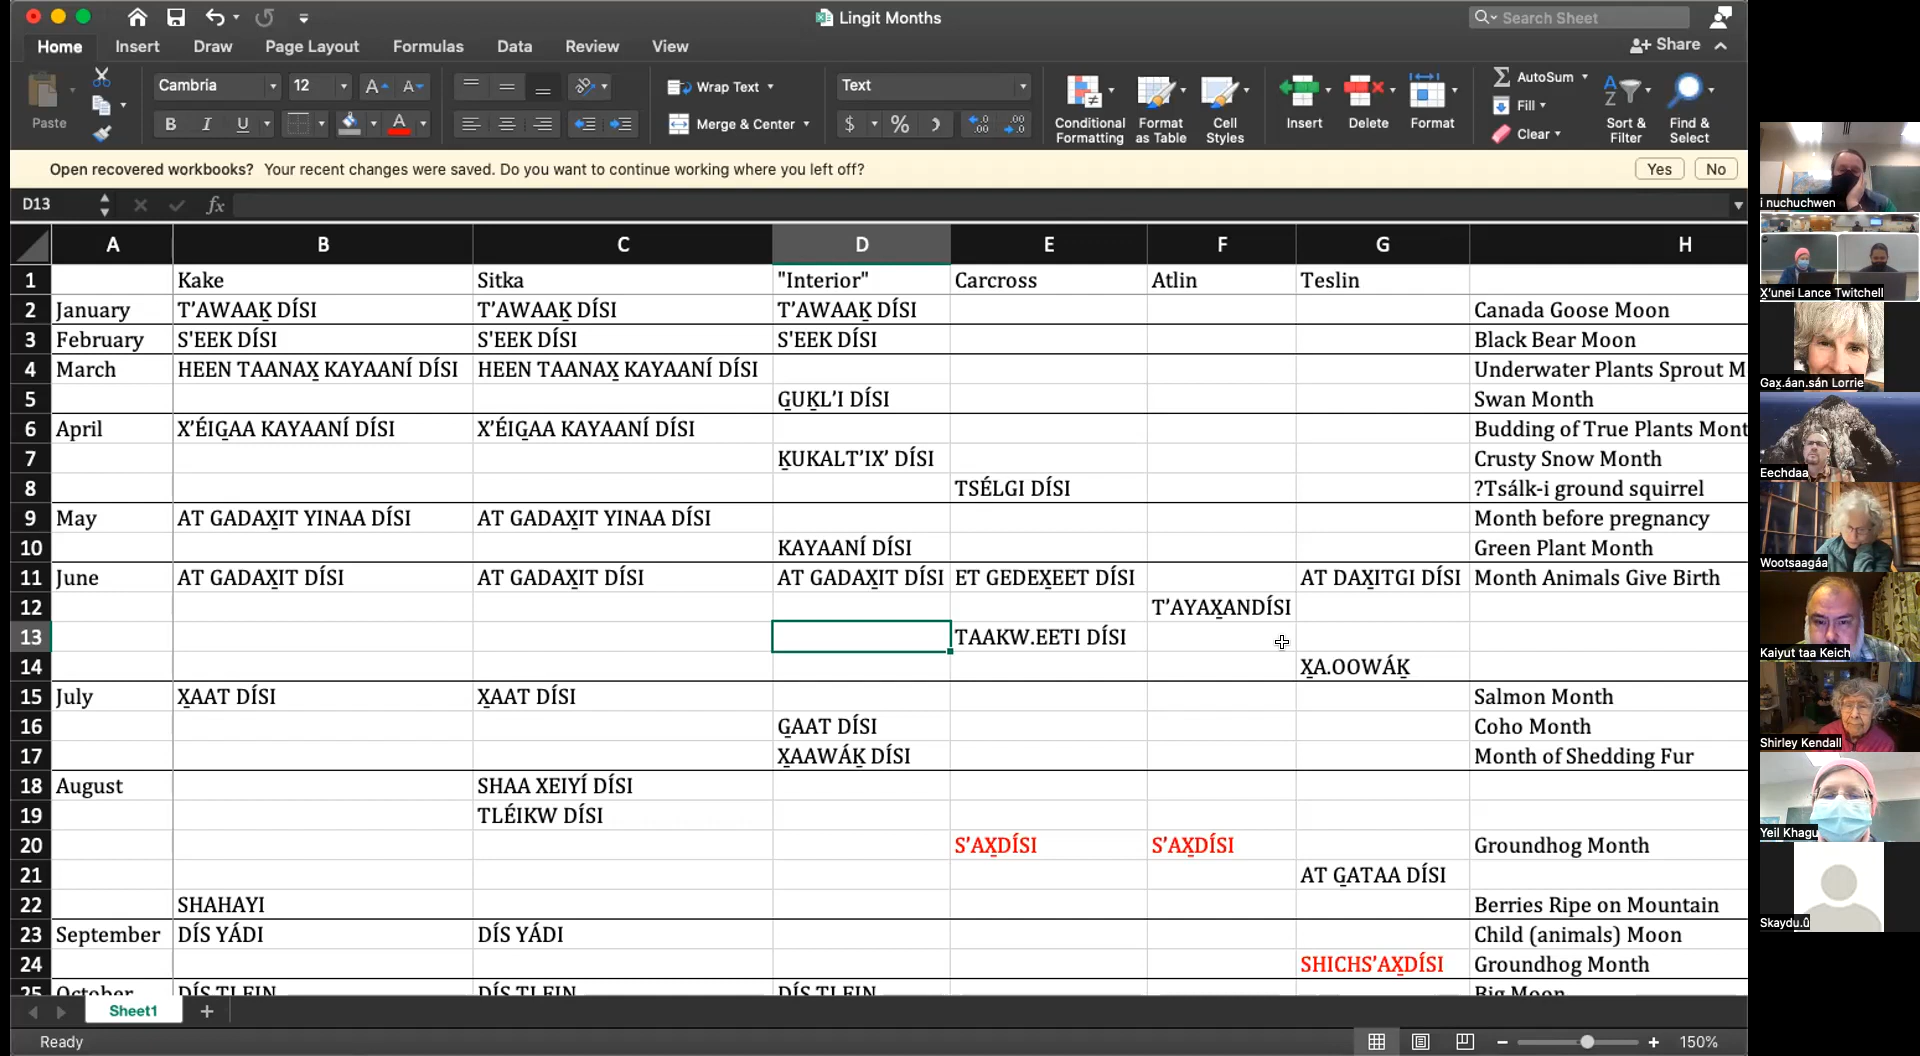 Lingit Months
Search Sheet
Home Insert Draw Page Layout Formulas Data Review View
Share
Paste
Cambria 12
B I U
Wrap Text
Merge & Center
Text
$ % )
Conditional Formatting
Format as Table
Cell Styles
Insert
Delete
Format
AutoSum
Fill
Clear
Sort & Filter
Find & Select
Open recovered workbooks? Your recent changes were saved. Do you want to continue working where you left off? Yes No
D13 fx
A B C D E F G H
1 Kake Sitka "Interior" Carcross Atlin Teslin
2 January T'AWAAḴ DÍSI T'AWAAḴ DÍSI T'AWAAḴ DÍSI Canada Goose Moon
3 February S'EEK DÍSI S'EEK DÍSI S'EEK DÍSI Black Bear Moon
4 March HEEN TAANAX̱ KAYAANÍ DÍSI HEEN TAANAX̱ KAYAANÍ DÍSI Underwater Plants Sprout M
5 G̱UḴL'I DÍSI Swan Month
6 April X'ÉIG̱AA KAYAANÍ DÍSI X'ÉIG̱AA KAYAANÍ DÍSI Budding of True Plants Mont
7 ḴUKALT'IX' DÍSI Crusty Snow Month
8 TSÉLGI DÍSI ?Tsálk-i ground squirrel
9 May AT GADAX̱IT YINAA DÍSI AT GADAX̱IT YINAA DÍSI Month before pregnancy
10 KAYAANÍ DÍSI Green Plant Month
11 June AT GADAX̱IT DÍSI AT GADAX̱IT DÍSI AT GADAX̱IT DÍSI ET GEDEX̱EET DÍSI AT DAX̱ITGI DÍSI Month Animals Give Birth
12 T'AYAX̱ANDÍSI
13 TAAKW.EETI DÍSI
14 X̱A.OOWÁḴ
15 July X̱AAT DÍSI X̱AAT DÍSI Salmon Month
16 G̱AAT DÍSI Coho Month
17 X̱AAWÁḴ DÍSI Month of Shedding Fur
18 August SHAA XEIYÍ DÍSI
19 TLÉIKW DÍSI
20 S'AX̱DÍSI S'AX̱DÍSI Groundhog Month
21 AT G̱ATAA DÍSI
22 SHAHAYI Berries Ripe on Mountain
23 September DÍS YÁDI DÍS YÁDI Child (animals) Moon
24 SHICHS'AX̱DÍSI Groundhog Month
25 October DÍS TLEIN DÍS TLEIN DÍS TLEIN Big Moon
Sheet1
Ready 150%
i nuchuchwen
X̱'unei Lance Twitchell
Gax̱.áan.sán Lorrie
Eechdaa
Wootsaagáa
Kaiyut taa Keich
Shirley Kendall
Yeil Khagu
Skaydu.û